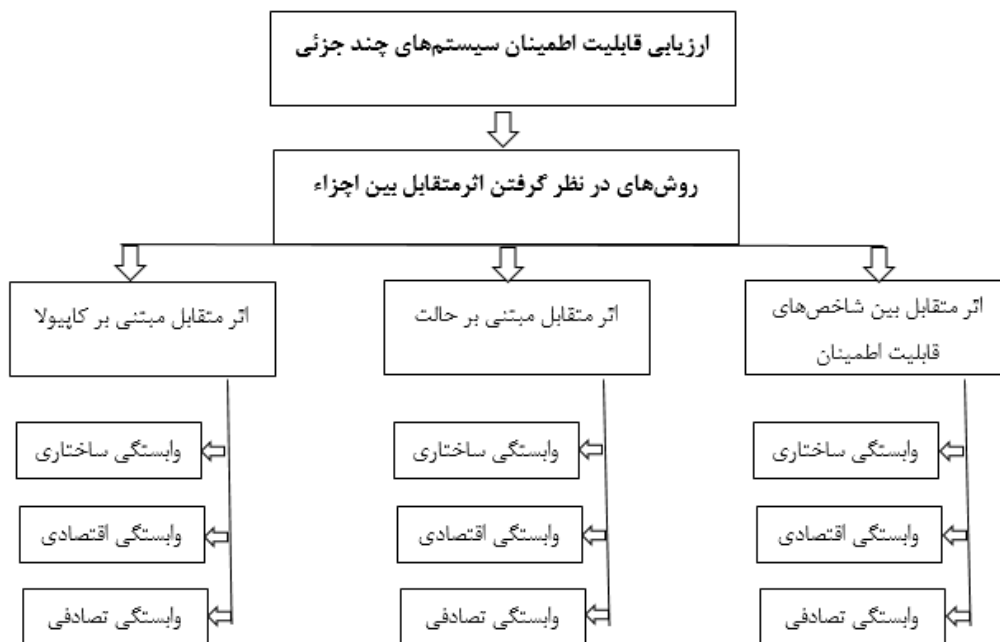 ارزیابی قابلیت اطمینان سیستم‌های چند جزئی
روش‌های در نظر گرفتن اثرمتقابل بین اچزاء
اثر متقابل بین شاخص‌های
قابلیت اطمینان
وابستگی ساختاری
وابستگی اقتصادی
وابستگی تصادفی
اثر متقابل مبتنی بر حالت
وابستگی ساختاری
وابستگی اقتصادی
وابستگی تصادفی
اثر متقابل مبتنی بر کاپیولا
وابستگی ساختاری
وابستگی اقتصادی
وابستگی تصادفی